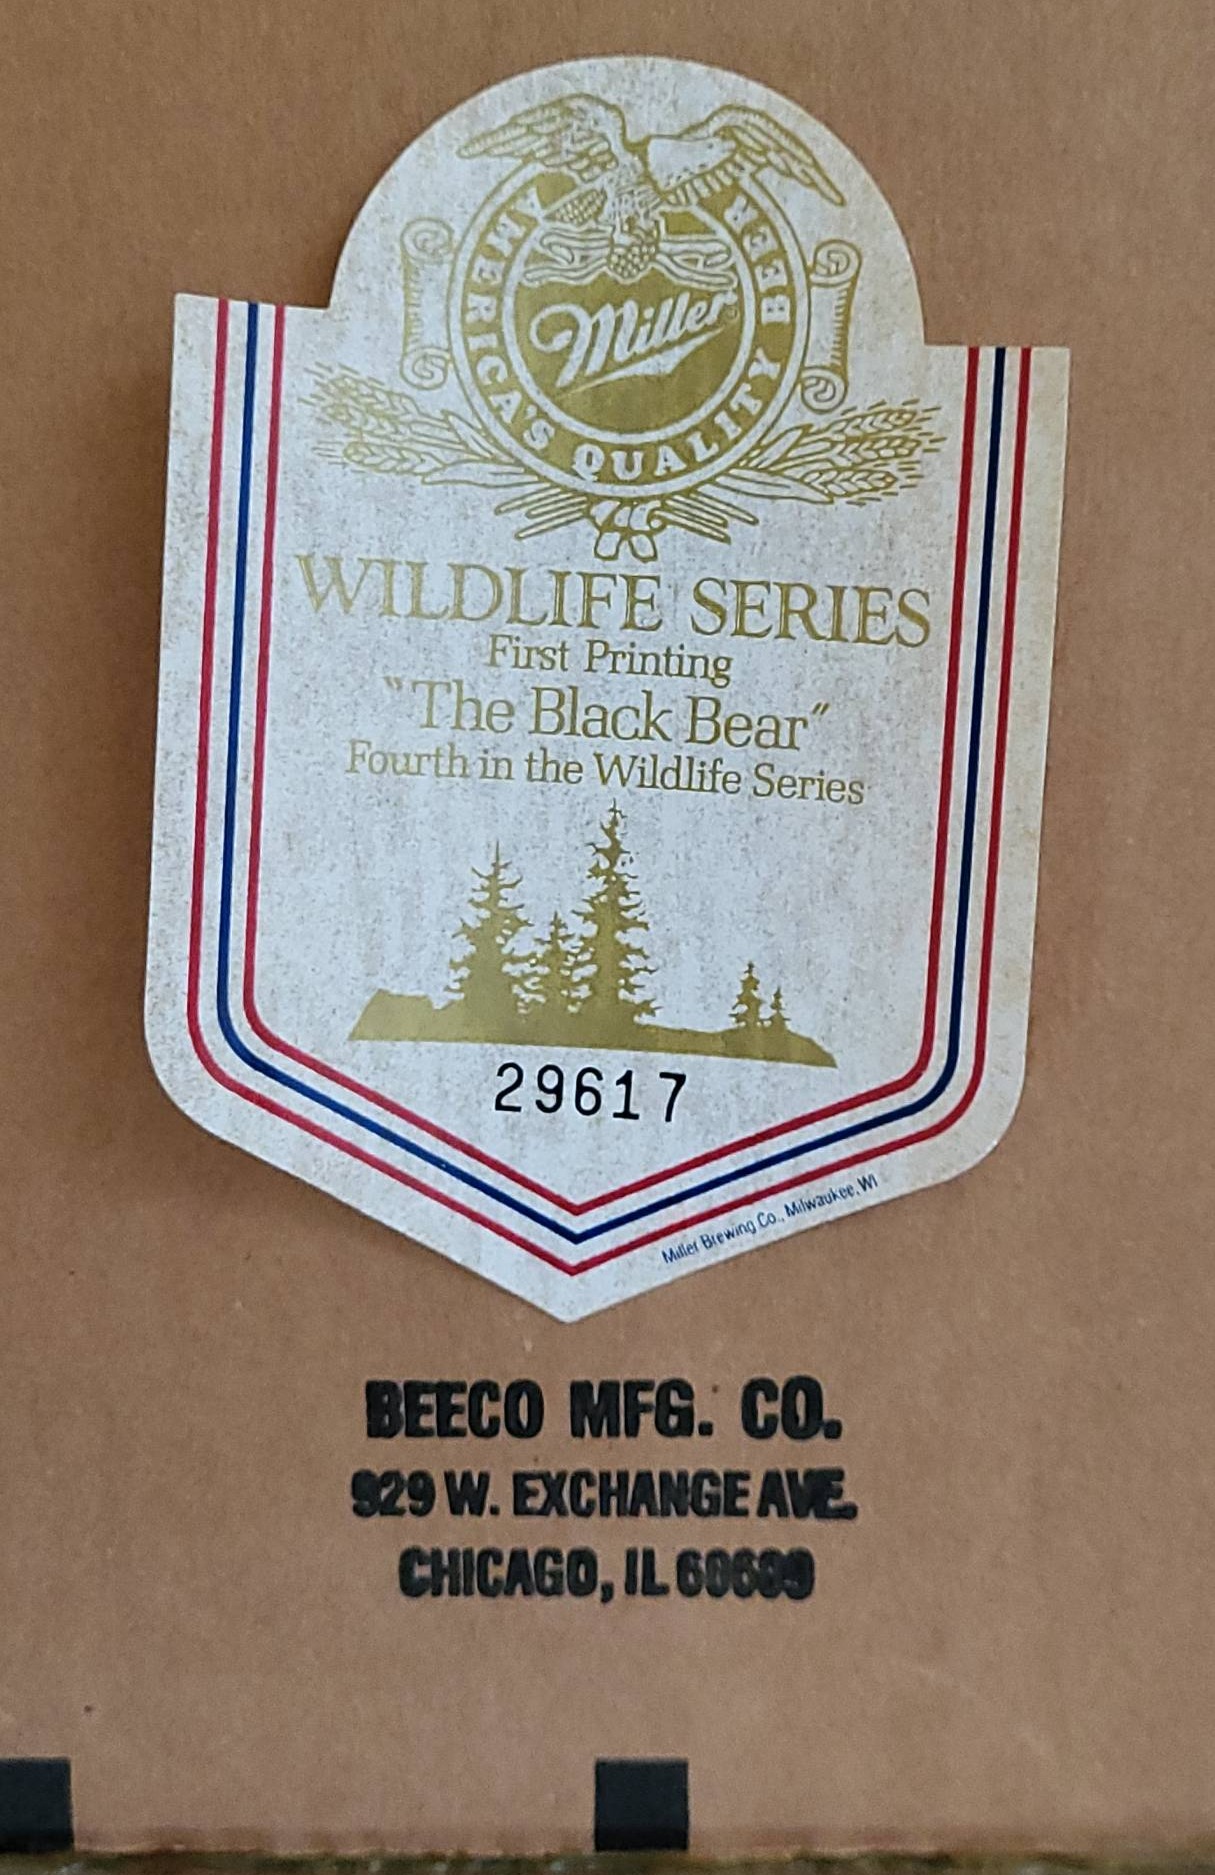 AMERICA'S QUALITY BEER
Miller
WILDLIFE SERIES
First Printing
"The Black Bear"
Fourth in the Wildlife Series
29617
Miller Brewing Co., Milwaukee, WI
BEECO MFG. CO.
929 W. EXCHANGE AVE.
CHICAGO, IL 60609